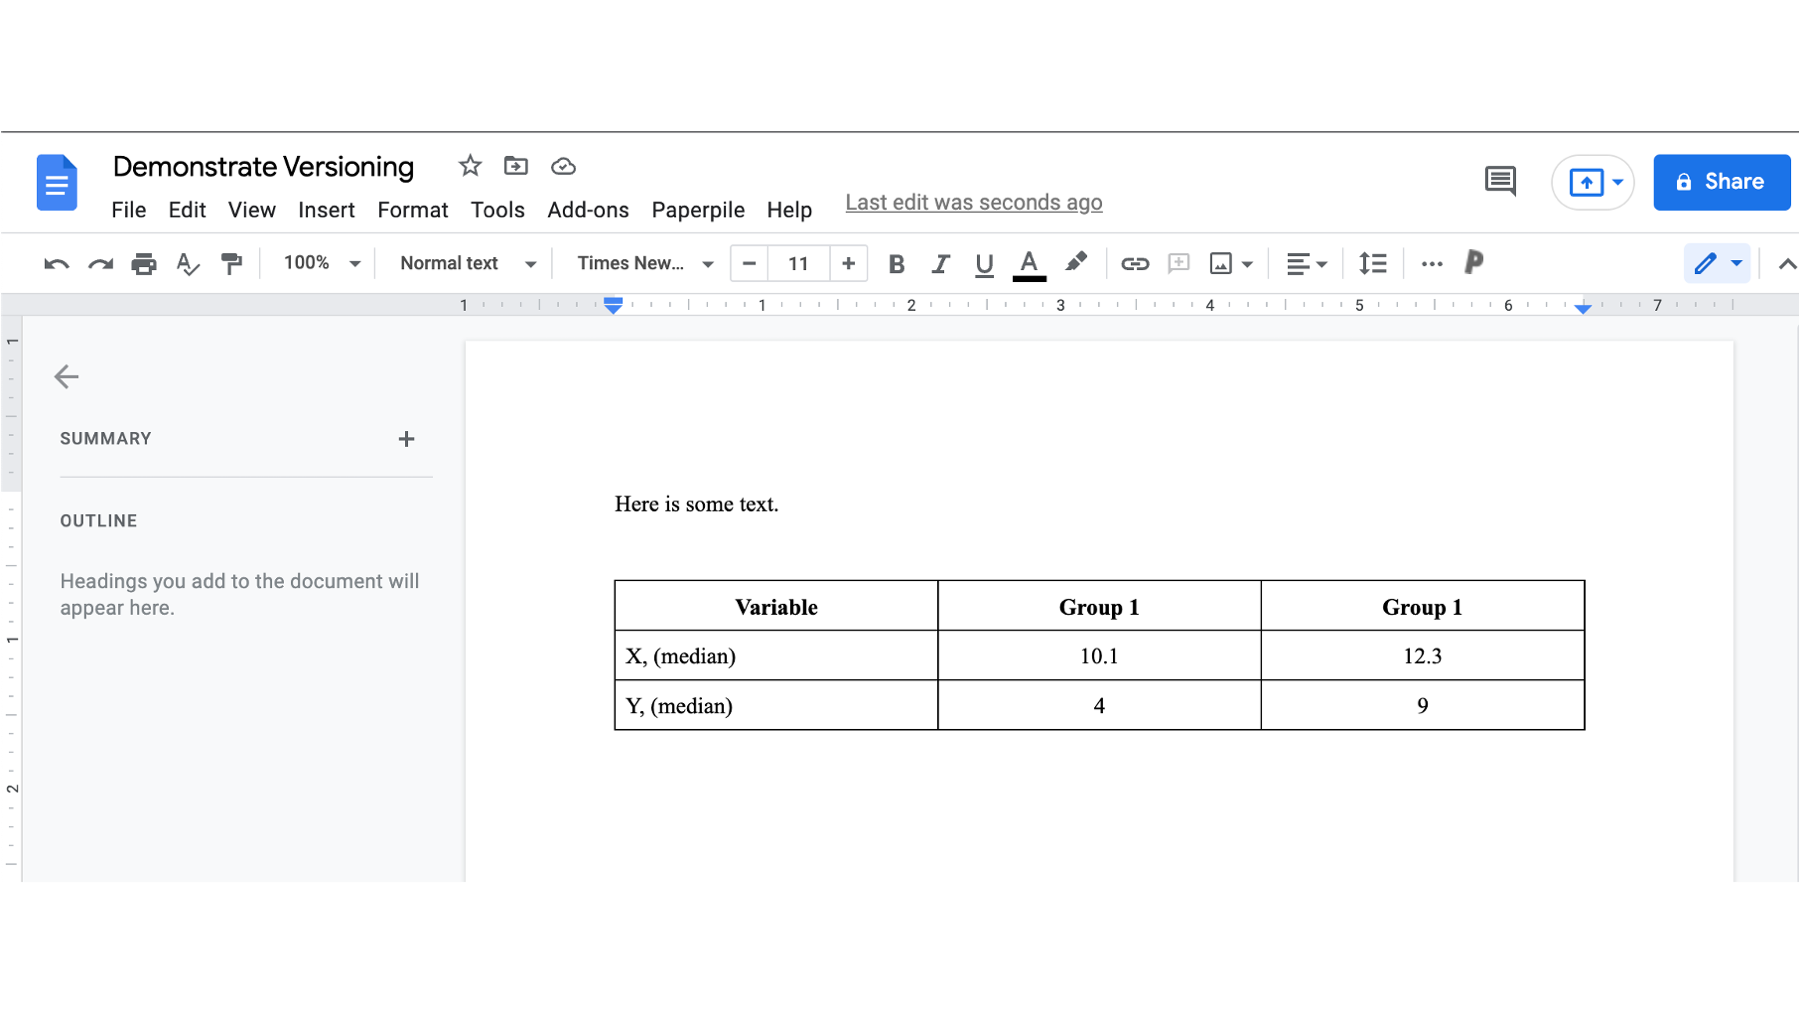 Demonstrate Versioning
File Edit View Insert Format Tools Add-ons Paperpile Help Last edit was seconds ago
Share
100% Normal text Times New... − 11 + B I U A P
1 1 2 3 4 5 6 7
SUMMARY +
OUTLINE
Headings you add to the document will
appear here.
1
1
2
Here is some text.
Variable Group 1 Group 1
X, (median) 10.1 12.3
Y, (median) 4 9